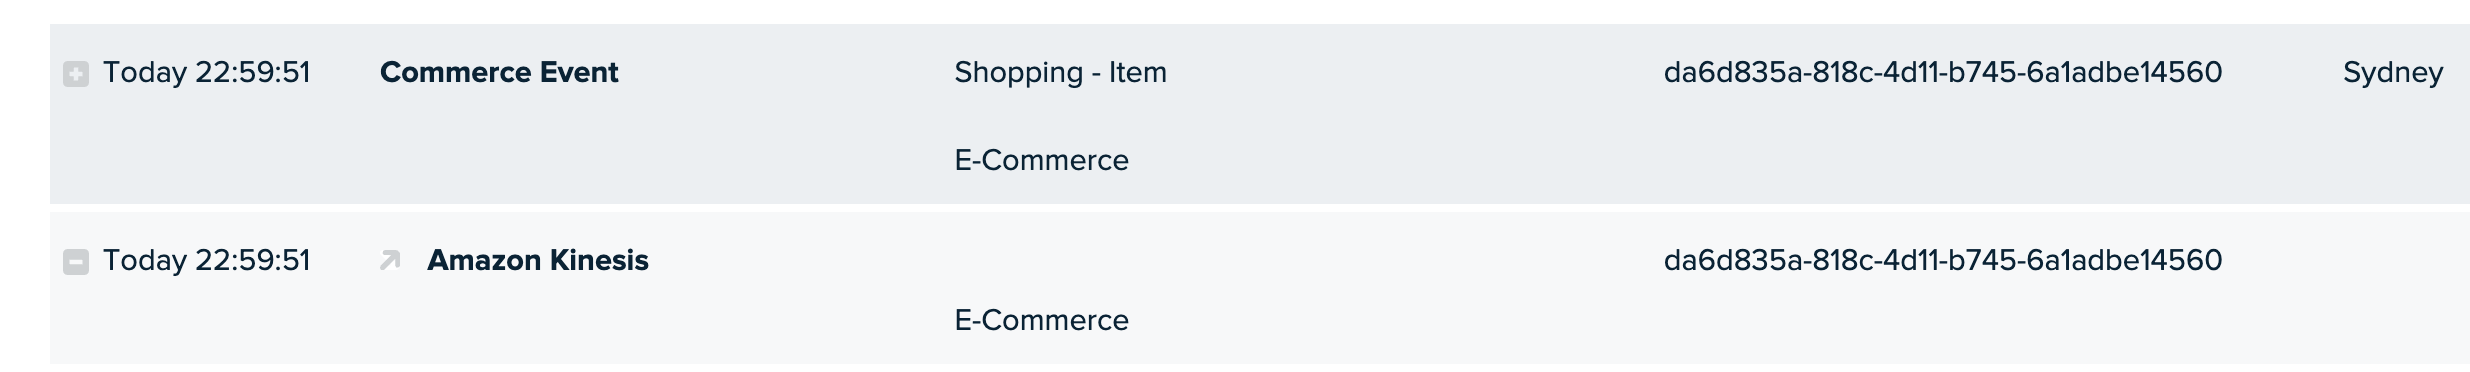 Today 22:59:51 Commerce Event Shopping - Item da6d835a-818c-4d11-b745-6a1adbe14560 Sydney
E-Commerce
Today 22:59:51 Amazon Kinesis da6d835a-818c-4d11-b745-6a1adbe14560
E-Commerce